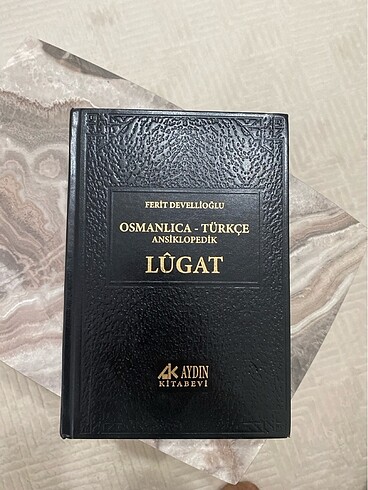 FERİT DEVELLİOĞLU
OSMANLICA - TÜRKÇE
ANSİKLOPEDİK
LÛGAT
AK AYDIN
KİTABEVİ